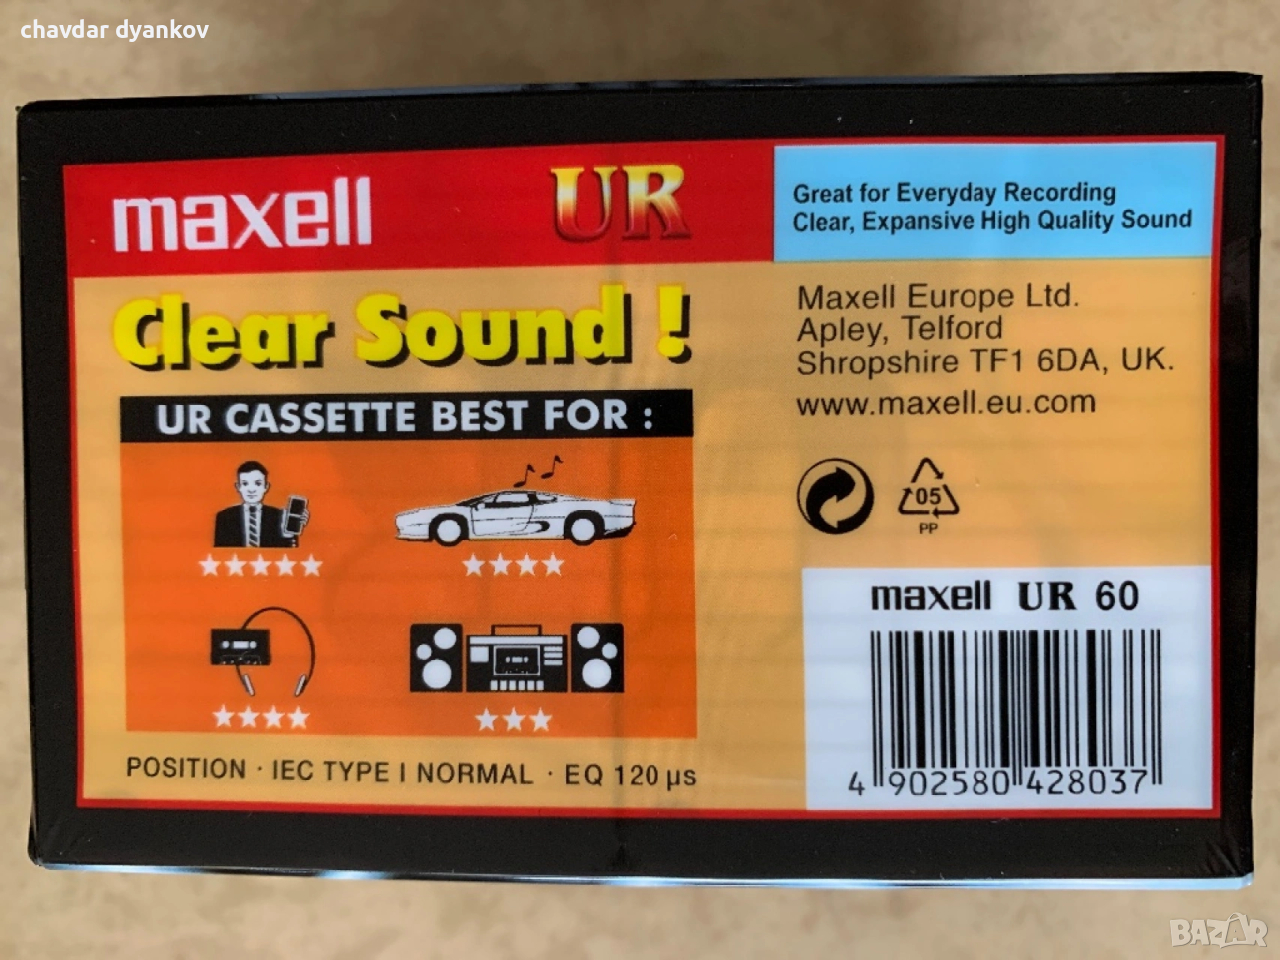 chavdar dyankov
maxell
UR
Great for Everyday Recording
Clear, Expansive High Quality Sound
Clear Sound !
Maxell Europe Ltd.
Apley, Telford
Shropshire TF1 6DA, UK.
www.maxell.eu.com
UR CASSETTE BEST FOR :
05
PP
maxell UR 60
4 902580 428037
POSITION · IEC TYPE I NORMAL · EQ 120 µs
BAZAR